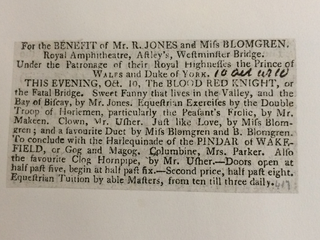 For the BENEFIT of Mr. R. JONES and Miſs BLOMGREN.
Royal Amphitheatre, Aſtley's, Weſtminſter Bridge.
Under the Patronage of their Royal Highneſſes the Prince of
WALES and Duke of YORK. 10 Oct 1810
THIS EVENING, Oct. 10, The BLOOD RED KNIGHT, or
the Fatal Bridge. Sweet Fanny that lives in the Valley, and the
Bay of Biſcay, by Mr. Jones. Equeſtrian Exerciſes by the Double
Troop of Horſemen, particularly the Peaſant's Frolic, by Mr.
Makeen. Clown, Mr. Uſher. Juſt like Love, by Miſs Blom-
gren; and a favourite Duet by Miſs Blomgren and B. Blomgren.
To conclude with the Harlequinade of the PINDAR of WAKE-
FIELD, or Gog and Magog. Columbine, Mrs. Parker. Alſo
the favourite Clog Hornpipe, by Mr. Uſher.—Doors open at
half paſt five, begin at half paſt ſix.—Second price, half paſt eight.
Equeſtrian Tuition by able Maſters, from ten till three daily.